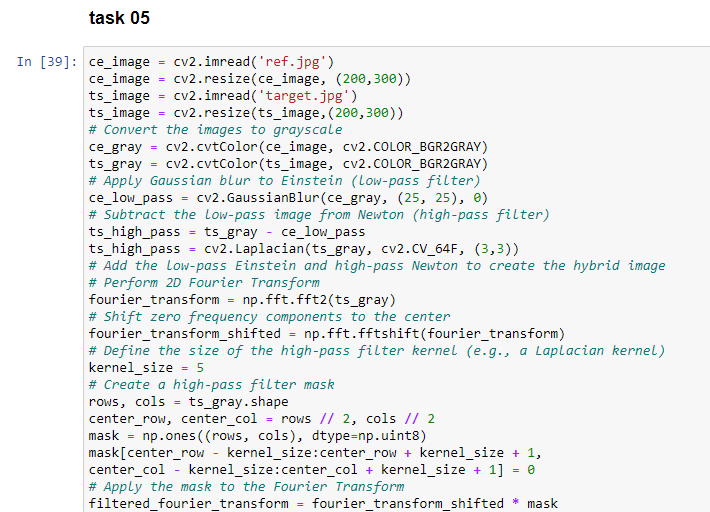 task 05
In [39]: ce_image = cv2.imread('ref.jpg')
ce_image = cv2.resize(ce_image, (200,300))
ts_image = cv2.imread('target.jpg')
ts_image = cv2.resize(ts_image,(200,300))
# Convert the images to grayscale
ce_gray = cv2.cvtColor(ce_image, cv2.COLOR_BGR2GRAY)
ts_gray = cv2.cvtColor(ts_image, cv2.COLOR_BGR2GRAY)
# Apply Gaussian blur to Einstein (low-pass filter)
ce_low_pass = cv2.GaussianBlur(ce_gray, (25, 25), 0)
# Subtract the low-pass image from Newton (high-pass filter)
ts_high_pass = ts_gray - ce_low_pass
ts_high_pass = cv2.Laplacian(ts_gray, cv2.CV_64F, (3,3))
# Add the low-pass Einstein and high-pass Newton to create the hybrid image
# Perform 2D Fourier Transform
fourier_transform = np.fft.fft2(ts_gray)
# Shift zero frequency components to the center
fourier_transform_shifted = np.fft.fftshift(fourier_transform)
# Define the size of the high-pass filter kernel (e.g., a Laplacian kernel)
kernel_size = 5
# Create a high-pass filter mask
rows, cols = ts_gray.shape
center_row, center_col = rows // 2, cols // 2
mask = np.ones((rows, cols), dtype=np.uint8)
mask[center_row - kernel_size:center_row + kernel_size + 1,
center_col - kernel_size:center_col + kernel_size + 1] = 0
# Apply the mask to the Fourier Transform
filtered_fourier_transform = fourier_transform_shifted * mask